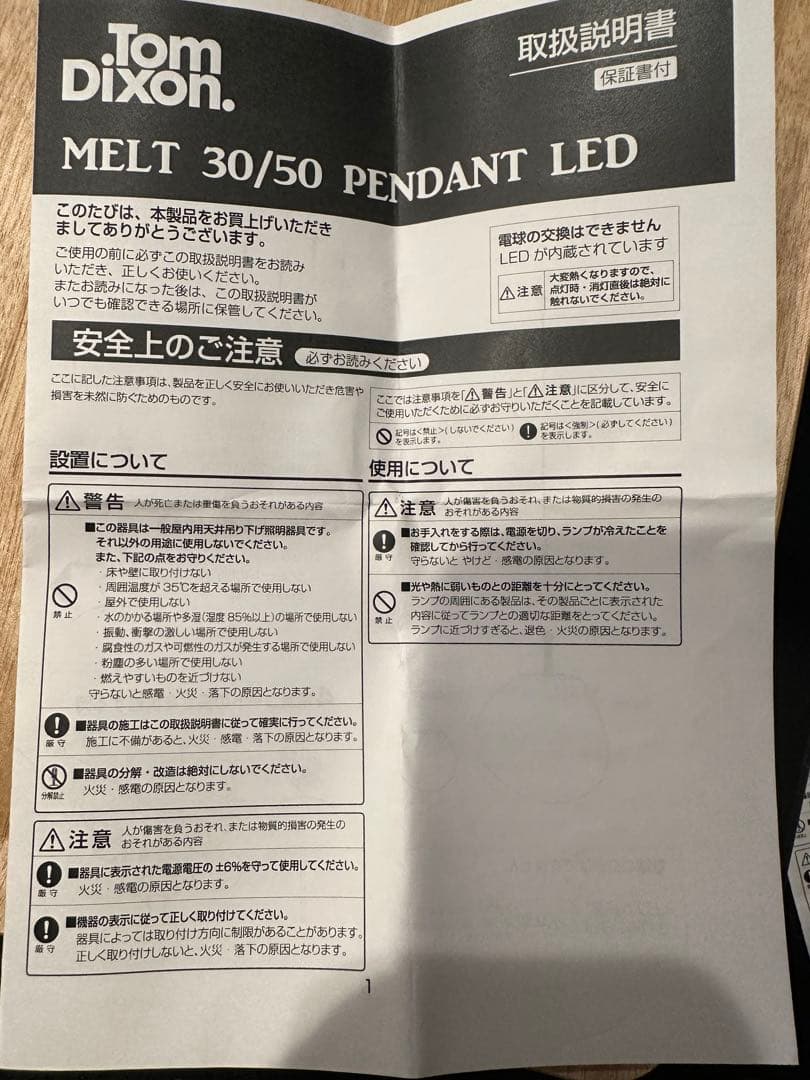 Tom
Dixon.
取扱説明書
保証書付
MELT 30/50 PENDANT LED
このたびは、本製品をお買上げいただき
ましてありがとうございます。
ご使用の前に必ずこの取扱説明書をお読み
いただき、正しくお使いください。
またお読みになった後は、この取扱説明書が
いつでも確認できる場所に保管してください。
電球の交換はできません
LED が内蔵されています
注意
大変熱くなりますので、
点灯時・消灯直後は絶対に
触れないでください。
安全上のご注意 必ずお読みください
ここに記した注意事項は、製品を正しく安全にお使いいただき危害や
損害を未然に防ぐためのものです。
ここでは注意事項を「警告」と「注意」に区分して、安全に
ご使用いただくために必ずお守りいただくことを記載しています。
記号は<禁止>(しないでください)
を表示します。
記号は<強制>(必ずしてください)
を表示します。
設置について
警告 人が死亡または重傷を負うおそれがある内容
禁止
■この器具は一般屋内用天井吊り下げ照明器具です。
それ以外の用途に使用しないでください。
また、下記の点をお守りください。
・床や壁に取り付けない
・周囲温度が 35℃を超える場所で使用しない
・屋外で使用しない
・水のかかる場所や多湿(湿度 85%以上)の場所で使用しない
・振動、衝撃の激しい場所で使用しない
・腐食性のガスや可燃性のガスが発生する場所で使用しない
・粉塵の多い場所で使用しない
・燃えやすいものを近づけない
守らないと感電・火災・落下の原因となります。
厳守
■器具の施工はこの取扱説明書に従って確実に行ってください。
施工に不備があると、火災・感電・落下の原因となります。
分解禁止
■器具の分解・改造は絶対にしないでください。
火災・感電の原因となります。
注意 人が傷害を負うおそれ、または物質的損害の発生の
おそれがある内容
厳守
■器具に表示された電源電圧の ±6%を守って使用してください。
火災・感電の原因となります。
厳守
■機器の表示に従って正しく取り付けてください。
器具によっては取り付け方向に制限があることがあります。
正しく取り付けしないと、火災・落下の原因となります。
使用について
注意 人が傷害を負うおそれ、または物質的損害の発生の
おそれがある内容
厳守
■お手入れをする際は、電源を切り、ランプが冷えたことを
確認してから行ってください。
守らないと やけど・感電の原因となります。
禁止
■光や熱に弱いものとの距離を十分にとってください。
ランプの周囲にある製品は、その製品ごとに表示された
内容に従ってランプとの適切な距離をとってください。
ランプに近づけすぎると、退色・火災の原因となります。
1